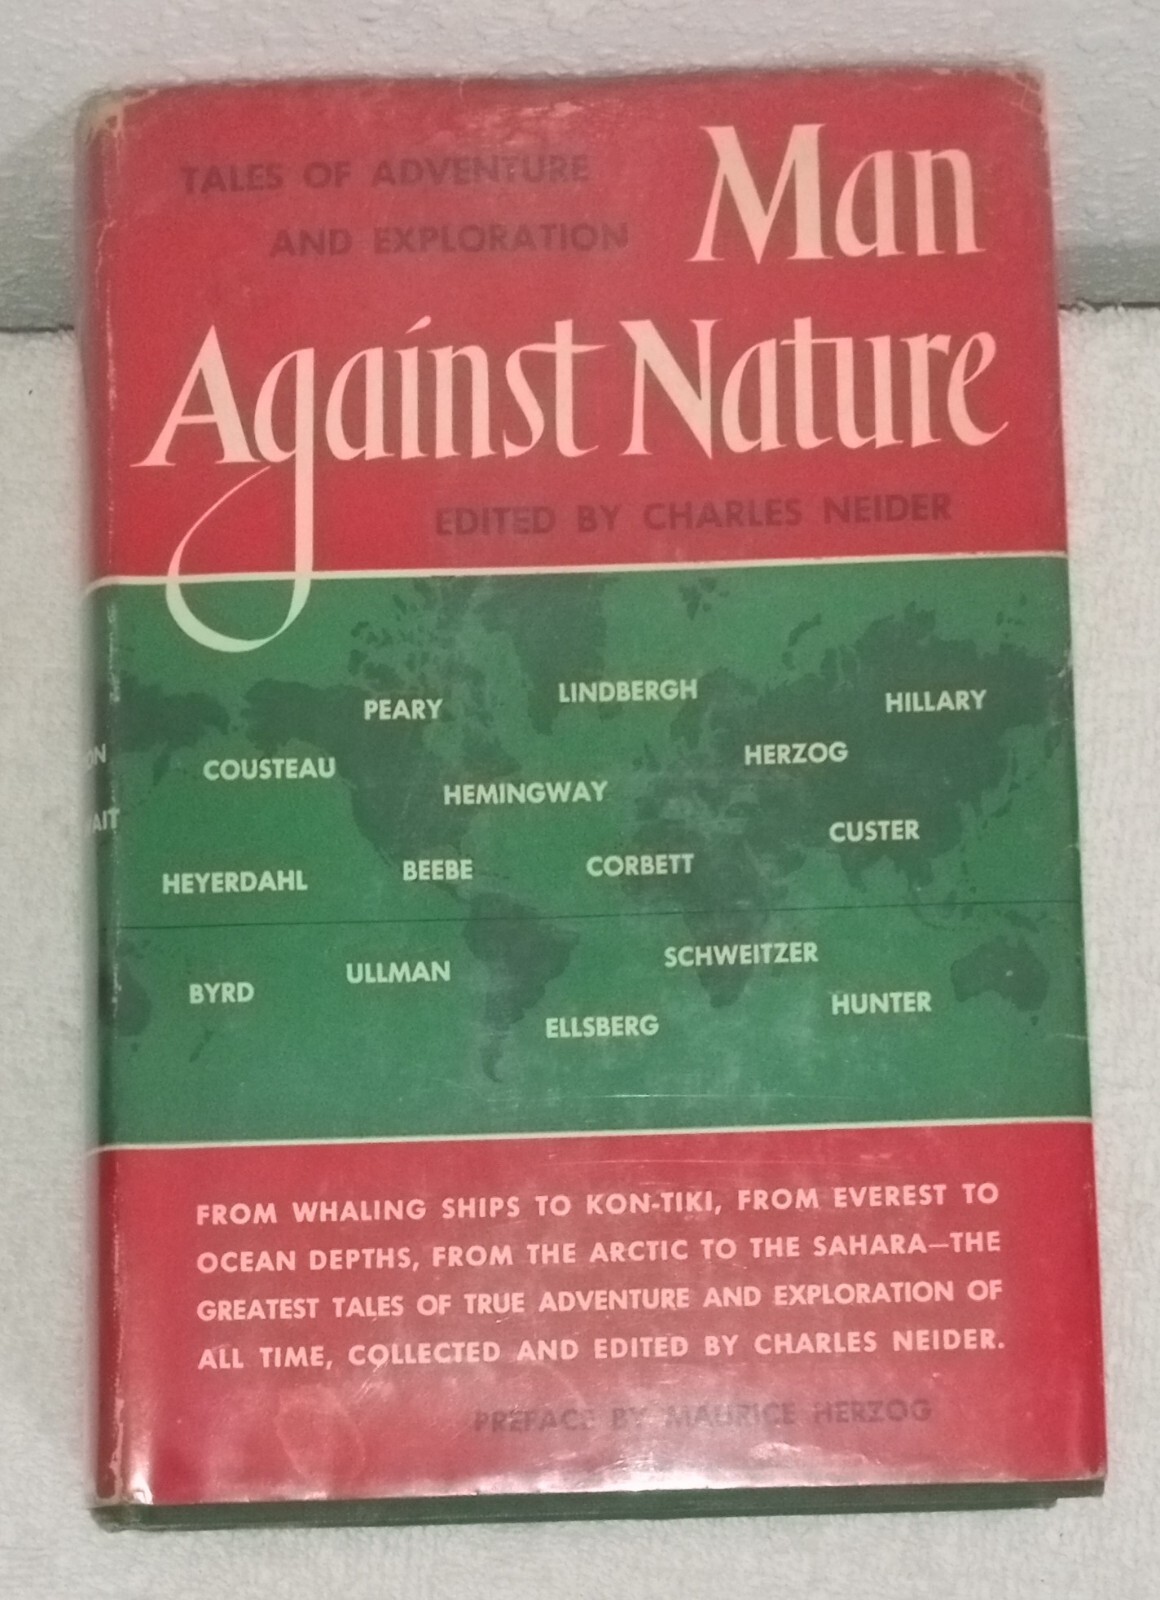 TALES OF ADVENTURE
AND EXPLORATION
Man
Against Nature
EDITED BY CHARLES NEIDER
PEARY
LINDBERGH
HILLARY
COUSTEAU
HEMINGWAY
HERZOG
CUSTER
HEYERDAHL
BEEBE
CORBETT
BYRD
ULLMAN
SCHWEITZER
HUNTER
ELLSBERG
FROM WHALING SHIPS TO KON-TIKI, FROM EVEREST TO
OCEAN DEPTHS, FROM THE ARCTIC TO THE SAHARA—THE
GREATEST TALES OF TRUE ADVENTURE AND EXPLORATION OF
ALL TIME, COLLECTED AND EDITED BY CHARLES NEIDER.
PREFACE BY MAURICE HERZOG